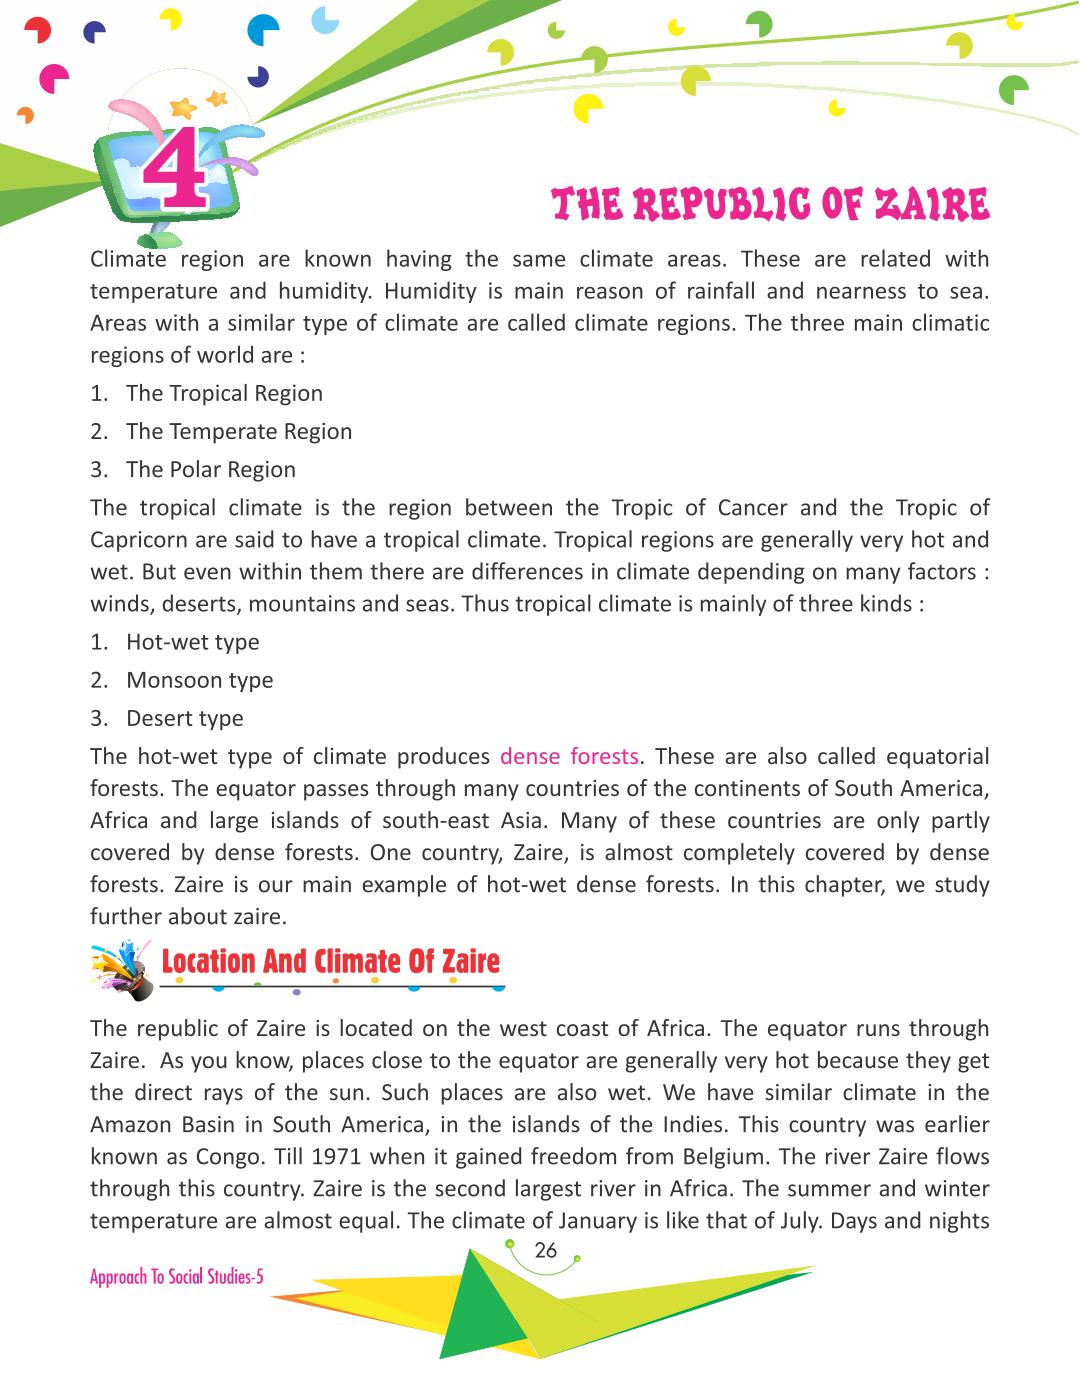 4
THE REPUBLIC OF ZAIRE
Climate region are known having the same climate areas. These are related with
temperature and humidity. Humidity is main reason of rainfall and nearness to sea.
Areas with a similar type of climate are called climate regions. The three main climatic
regions of world are :
1. The Tropical Region
2. The Temperate Region
3. The Polar Region
The tropical climate is the region between the Tropic of Cancer and the Tropic of
Capricorn are said to have a tropical climate. Tropical regions are generally very hot and
wet. But even within them there are differences in climate depending on many factors :
winds, deserts, mountains and seas. Thus tropical climate is mainly of three kinds :
1. Hot-wet type
2. Monsoon type
3. Desert type
The hot-wet type of climate produces dense forests. These are also called equatorial
forests. The equator passes through many countries of the continents of South America,
Africa and large islands of south-east Asia. Many of these countries are only partly
covered by dense forests. One country, Zaire, is almost completely covered by dense
forests. Zaire is our main example of hot-wet dense forests. In this chapter, we study
further about zaire.
Location And Climate Of Zaire
The republic of Zaire is located on the west coast of Africa. The equator runs through
Zaire. As you know, places close to the equator are generally very hot because they get
the direct rays of the sun. Such places are also wet. We have similar climate in the
Amazon Basin in South America, in the islands of the Indies. This country was earlier
known as Congo. Till 1971 when it gained freedom from Belgium. The river Zaire flows
through this country. Zaire is the second largest river in Africa. The summer and winter
temperature are almost equal. The climate of January is like that of July. Days and nights
26
Approach To Social Studies-5